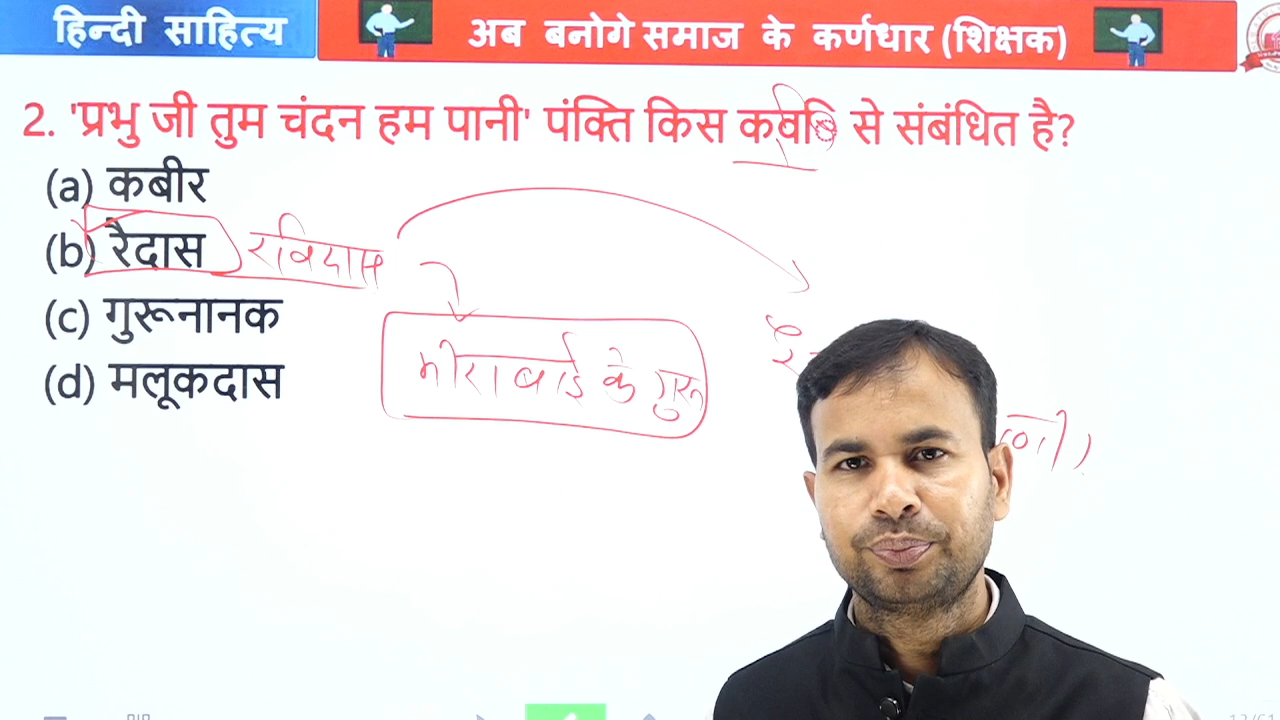 हिन्दी साहित्य
अब बनोगे समाज के कर्णधार (शिक्षक)
2. 'प्रभु जी तुम चंदन हम पानी' पंक्ति किस कवि से संबंधित है?
(a) कबीर
(b) रैदास रविदास
(c) गुरूनानक
मीराबाई के गुरू
(d) मलूकदास